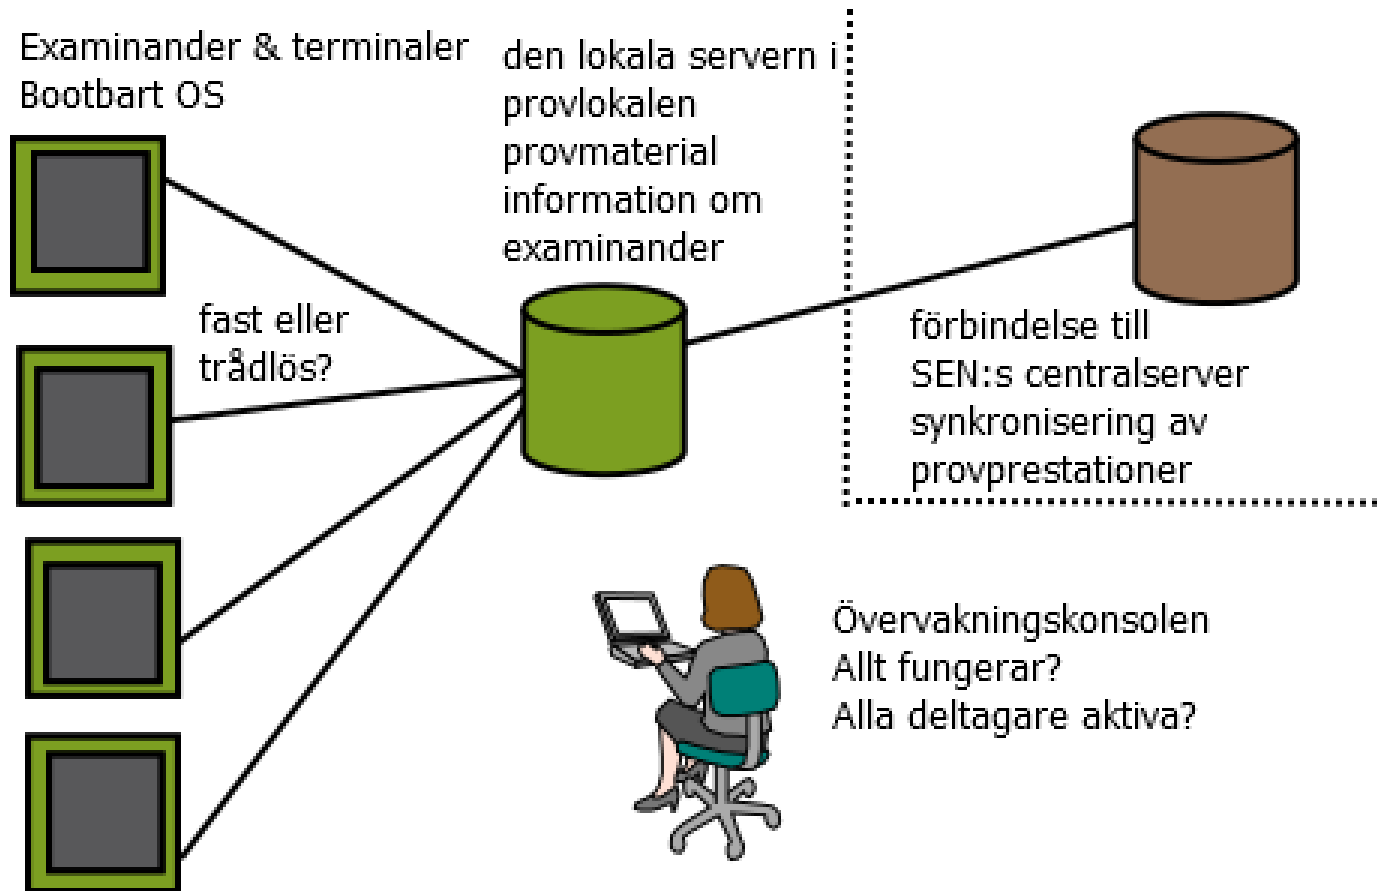 Examinander & terminaler
Bootbart OS
den lokala servern i
provlokalen
provmaterial
information om
examinander
fast eller
trådlös?
förbindelse till
SEN:s centralserver
synkronisering av
provprestationer
Övervakningskonsolen
Allt fungerar?
Alla deltagare aktiva?